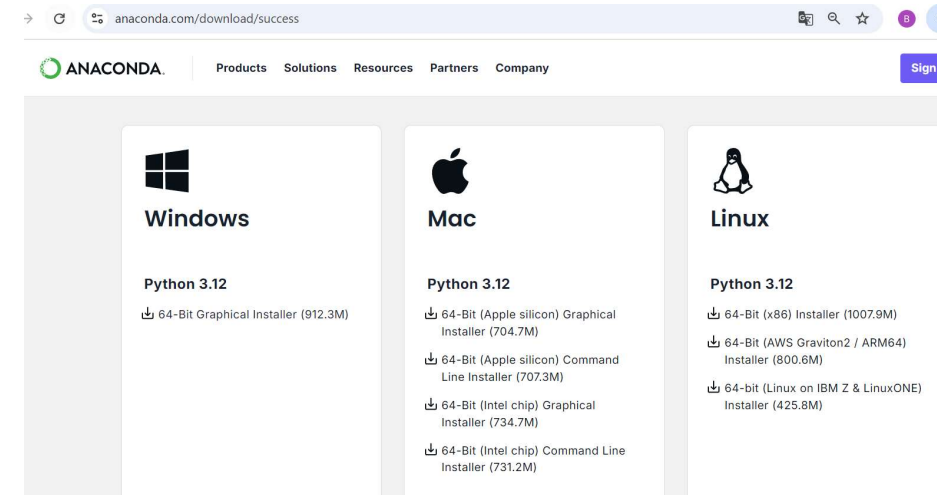 anaconda.com/download/success
B
ANACONDA.
Products Solutions Resources Partners Company
Sign
Windows
Python 3.12
64-Bit Graphical Installer (912.3M)
Mac
Python 3.12
64-Bit (Apple silicon) Graphical
Installer (704.7M)
64-Bit (Apple silicon) Command
Line Installer (707.3M)
64-Bit (Intel chip) Graphical
Installer (734.7M)
64-Bit (Intel chip) Command Line
Installer (731.2M)
Linux
Python 3.12
64-Bit (x86) Installer (1007.9M)
64-Bit (AWS Graviton2 / ARM64)
Installer (800.6M)
64-bit (Linux on IBM Z & LinuxONE)
Installer (425.8M)